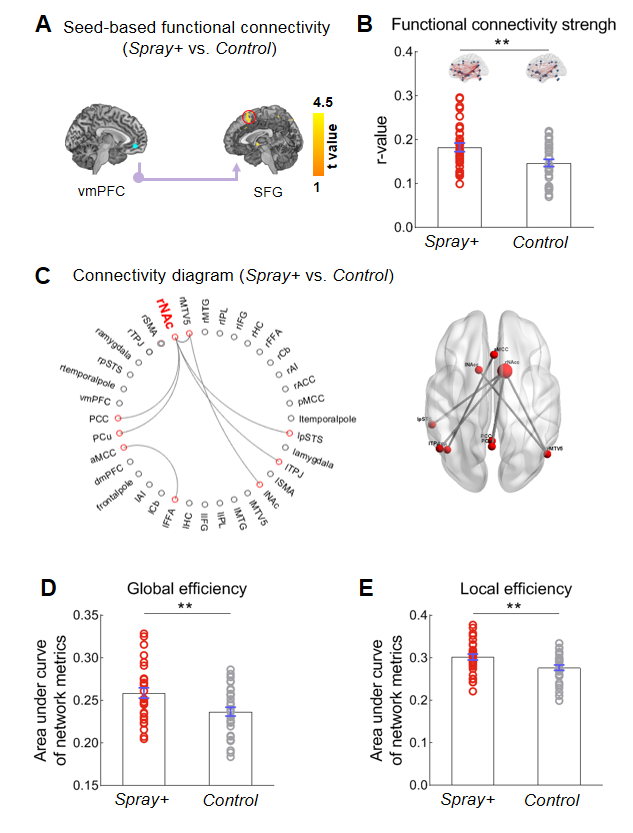 A Seed-based functional connectivity
(Spray+ vs. Control)
vmPFC
SFG
4.5
t value
1
B Functional connectivity strengh
**
0.4
0.3
0.2
0.1
0.0
r-value
Spray+
Control
C Connectivity diagram (Spray+ vs. Control)
rNAc
rMTV5
rMTG
rIPL
rIFG
rHC
rFFA
rCb
rAI
rACC
pMCC
ltemporalpole
lpSTS
lamygdala
lTPJ
lSMA
lNAc
lMTV5
lMTG
lIPL
lIFG
lHC
lFFA
lCb
lAI
frontalpole
dmPFC
aMCC
PCu
PCC
vmPFC
rtemporalpole
rpSTS
ramygdala
rTPJ
rSMA
lNAcc
rNAcc
lpSTS
rMTV5
D Global efficiency
**
0.35
0.30
0.25
0.20
0.15
Area under curve
of network metrics
Spray+
Control
E Local efficiency
**
0.4
0.3
0.2
0.1
0.0
Area under curve
of network metrics
Spray+
Control